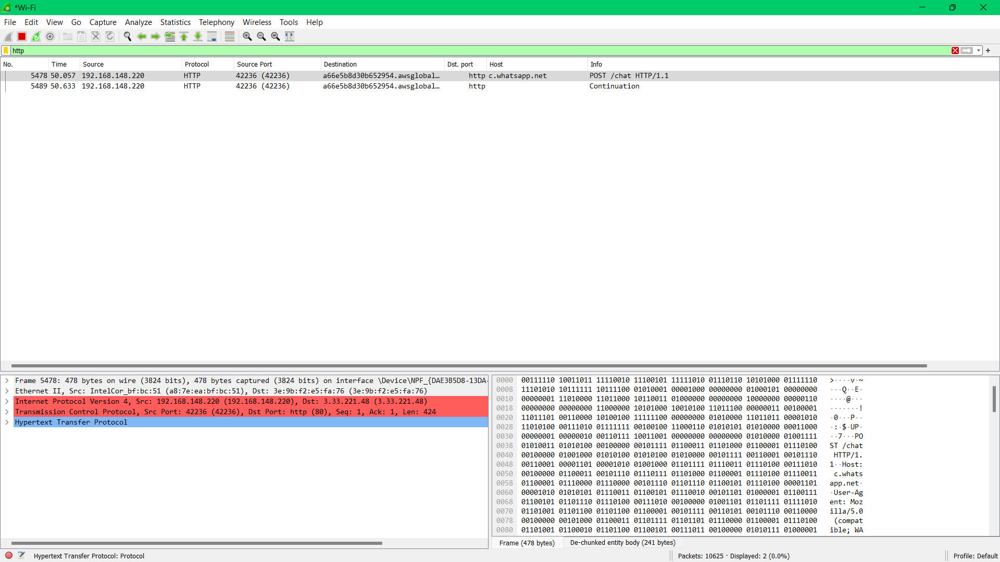 *Wi-Fi
File Edit View Go Capture Analyze Statistics Telephony Wireless Tools Help
http
No. Time Source Protocol Source Port Destination Dst. port Host Info
5478 50.057 192.168.148.220 HTTP 42236 (42236) a66e5b8d30b652954.awsglobal… http c.whatsapp.net POST /chat HTTP/1.1
5489 50.633 192.168.148.220 HTTP 42236 (42236) a66e5b8d30b652954.awsglobal… http Continuation
Frame 5478: 478 bytes on wire (3824 bits), 478 bytes captured (3824 bits) on interface \Device\NPF_{DAE3B5D8-13DA-
Ethernet II, Src: IntelCor_bf:bc:51 (a8:7e:ea:bf:bc:51), Dst: 3e:9b:f2:e5:fa:76 (3e:9b:f2:e5:fa:76)
Internet Protocol Version 4, Src: 192.168.148.220 (192.168.148.220), Dst: 3.33.221.48 (3.33.221.48)
Transmission Control Protocol, Src Port: 42236 (42236), Dst Port: http (80), Seq: 1, Ack: 1, Len: 424
Hypertext Transfer Protocol
0000 00111110 10011011 11110010 11100101 11111010 01110110 10101000 01111110 >····v·~
0008 11101010 10111111 10111100 01010001 00001000 00000000 01000101 00000000 ···Q··E·
0010 00000001 11010000 11011000 10110011 01000000 00000000 10000000 00000110 ····@···
0018 00000000 00000000 11000000 10101000 10010100 11011100 00000011 00100001 ·······!
0020 11011101 00110000 10100100 11111100 00000000 01010000 11011011 00001010 ·0···P··
0028 11010100 00111010 01111111 00100100 11000110 01010101 01010000 00011000 ·:·$·UP·
0030 00000001 00000010 00110111 10011001 00000000 00000000 01010000 01001111 ··7···PO
0038 01010011 01010100 00100000 00101111 01100011 01101000 01100001 01110100 ST /chat
0040 00100000 01001000 01010100 01010100 01010000 00101111 00110001 00101110 HTTP/1.
0048 00110001 00001101 00001010 01001000 01101111 01110011 01110100 00111010 1··Host:
0050 00100000 01100011 00101110 01110111 01101000 01100001 01110100 01110011 c.whats
0058 01100001 01110000 01110000 00101110 01101110 01100101 01110100 00001101 app.net·
0060 00001010 01010101 01110011 01100101 01110010 00101101 01000001 01100111 ·User-Ag
0068 01100101 01101110 01110100 00111010 00100000 01001101 01101111 01111010 ent: Moz
0070 01101001 01101100 01101100 01100001 00101111 00110101 00101110 00110000 illa/5.0
0078 00100000 00101000 01100011 01101111 01101101 01110000 01100001 01110100 (compat
0080 01101001 01100010 01101100 01100101 00111011 00100000 01010111 01000001 ible; WA
Frame (478 bytes) De-chunked entity body (241 bytes)
Hypertext Transfer Protocol: Protocol Packets: 10625 · Displayed: 2 (0.0%) Profile: Default